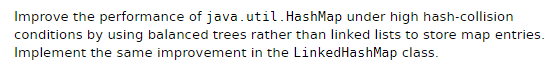 Improve the performance of java.util.HashMap under high hash-collision
conditions by using balanced trees rather than linked lists to store map entries.
Implement the same improvement in the LinkedHashMap class.